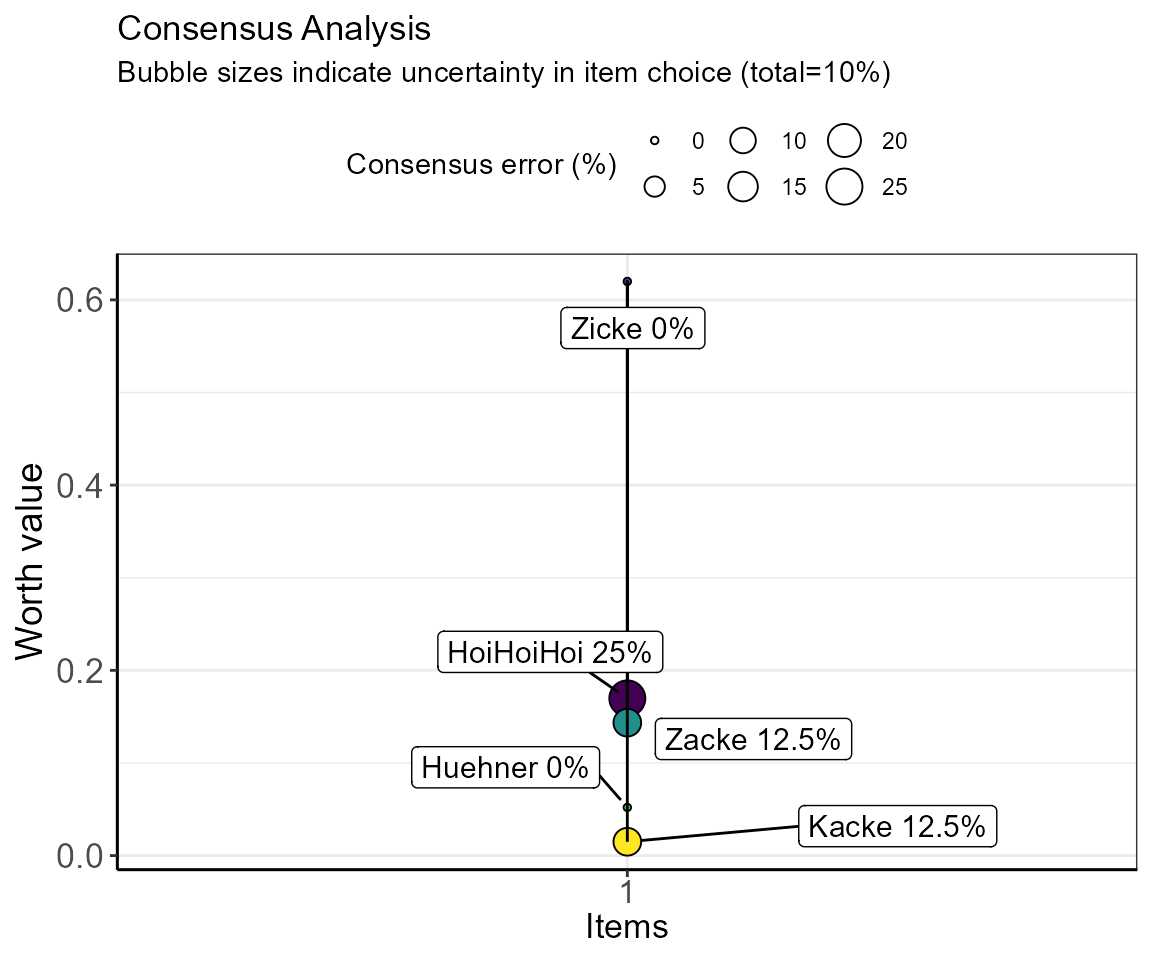 Consensus Analysis
Bubble sizes indicate uncertainty in item choice (total=10%)
Consensus error (%)
0 10 20
5 15 25
Worth value
0.6
Zicke 0%
0.4
HoiHoiHoi 25%
0.2
Zacke 12.5%
Huehner 0%
Kacke 12.5%
0.0
1
Items